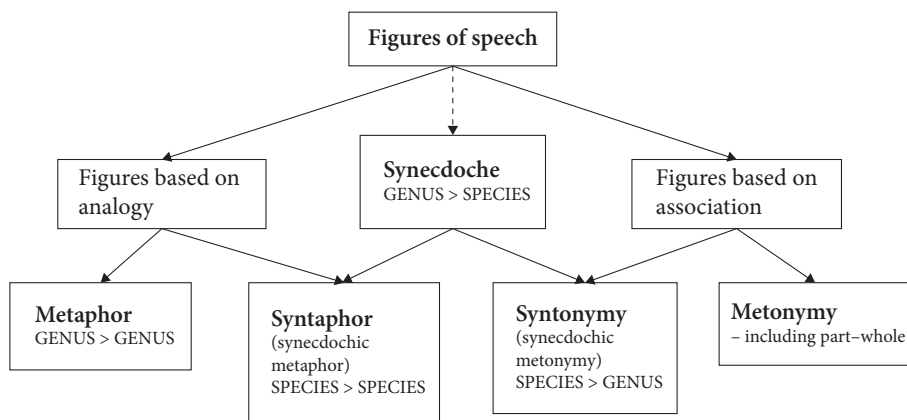 Figures of speech
Figures based on
analogy
Synecdoche
GENUS > SPECIES
Figures based on
association
Metaphor
GENUS > GENUS
Syntaphor
(synecdochic
metaphor)
SPECIES > SPECIES
Syntonymy
(synecdochic
metonymy)
SPECIES > GENUS
Metonymy
– including part–whole